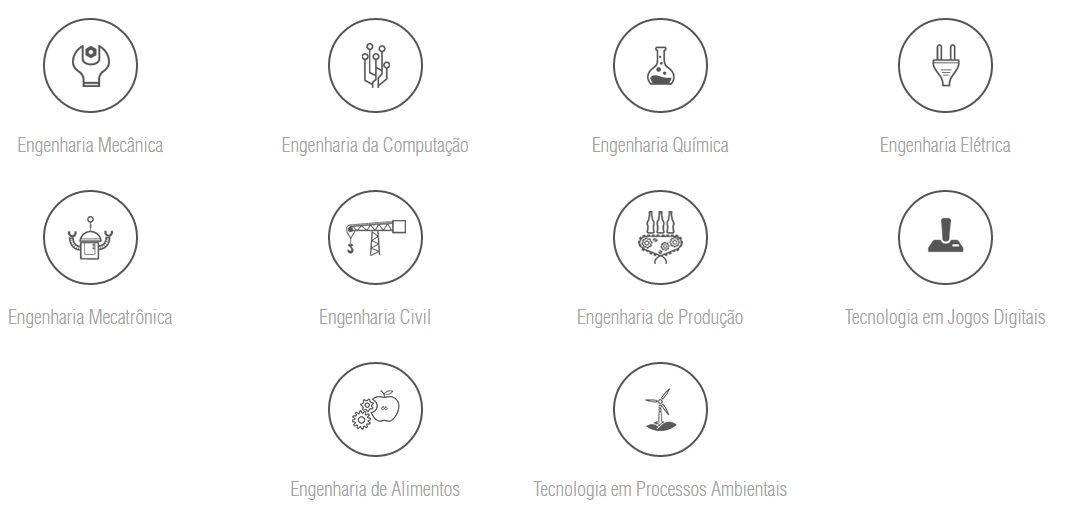 Engenharia Mecânica
Engenharia da Computação
Engenharia Química
Engenharia Elétrica
Engenharia Mecatrônica
Engenharia Civil
Engenharia de Produção
Tecnologia em Jogos Digitais
Engenharia de Alimentos
Tecnologia em Processos Ambientais